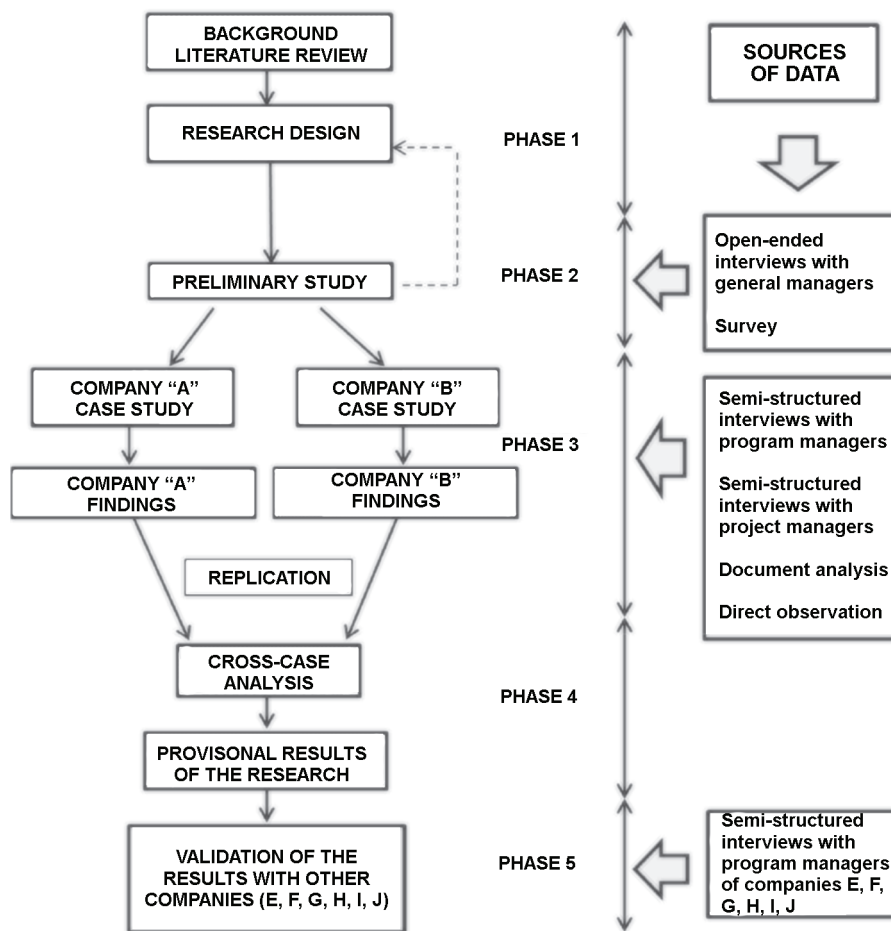 BACKGROUND
LITERATURE REVIEW
RESEARCH DESIGN
PRELIMINARY STUDY
COMPANY “A”
CASE STUDY
COMPANY “B”
CASE STUDY
COMPANY “A”
FINDINGS
COMPANY “B”
FINDINGS
REPLICATION
CROSS-CASE
ANALYSIS
PROVISONAL RESULTS
OF THE RESEARCH
VALIDATION OF THE
RESULTS WITH OTHER
COMPANIES (E, F, G, H, I, J)
PHASE 1
PHASE 2
PHASE 3
PHASE 4
PHASE 5
SOURCES
OF DATA
Open-ended
interviews with
general managers
Survey
Semi-structured
interviews with
program managers
Semi-structured
interviews with
project managers
Document analysis
Direct observation
Semi-structured
interviews with
program managers
of companies E, F,
G, H, I, J